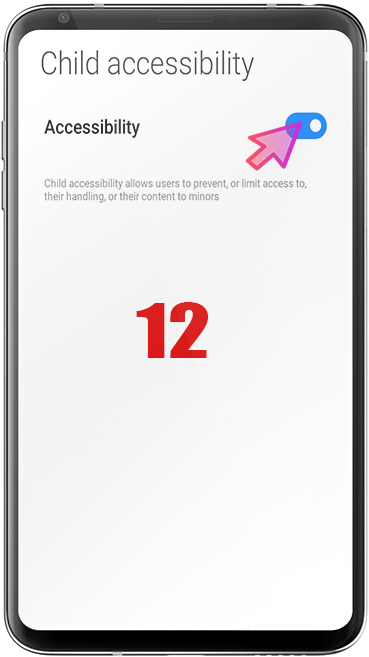 Child accessibility
Accessibility
Child accessibility allows users to prevent, or limit access to,
their handling, or their content to minors
12